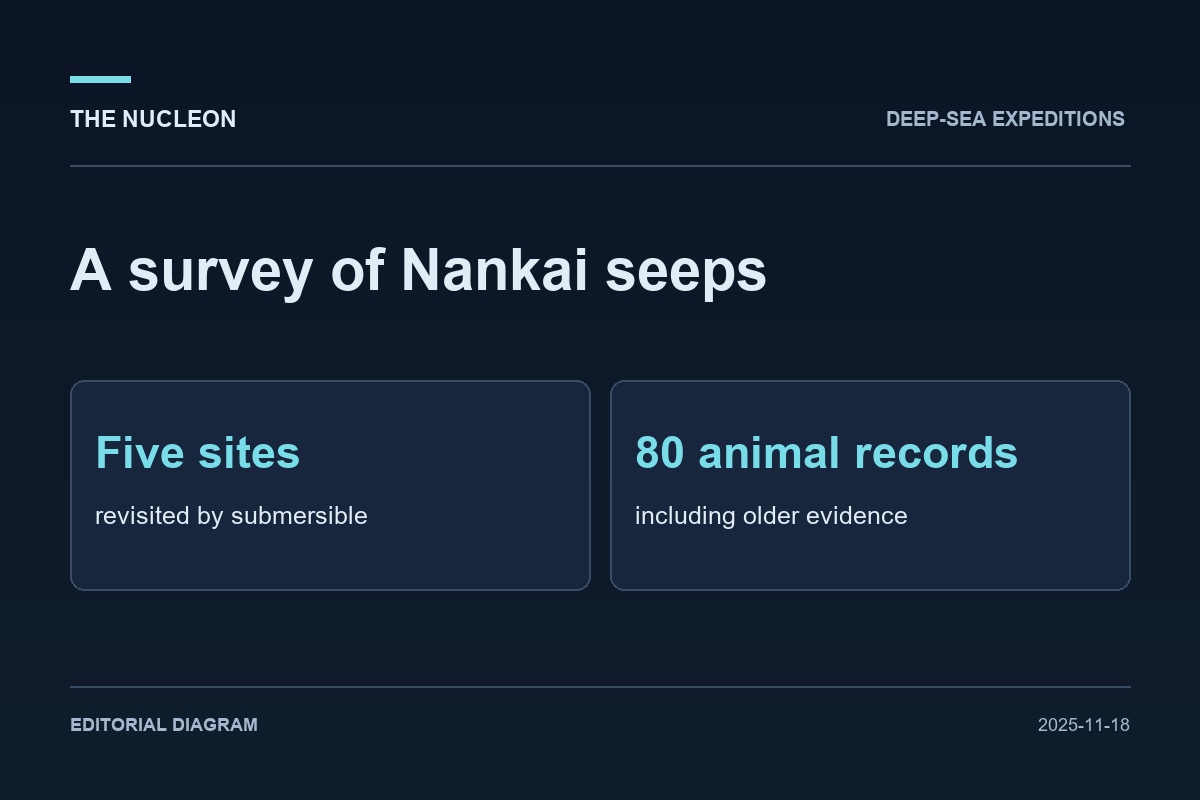 THE NUCLEON
DEEP-SEA EXPEDITIONS
A survey of Nankai seeps
Five sites
revisited by submersible
80 animal records
including older evidence
EDITORIAL DIAGRAM
2025-11-18